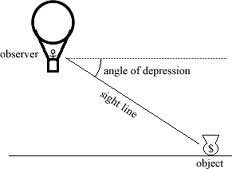 observer
angle of depression
sight line
$
object